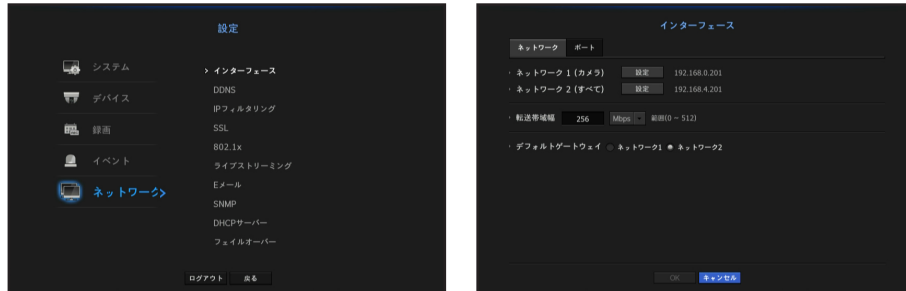 設定
システム
デバイス
録画
イベント
ネットワーク>
> インターフェース
DDNS
IPフィルタリング
SSL
802.1x
ライブストリーミング
Eメール
SNMP
DHCPサーバー
フェイルオーバー
ログアウト 戻る
インターフェース
ネットワーク ポート
・ネットワーク 1 (カメラ) 設定 192.168.0.201
・ネットワーク 2 (すべて) 設定 192.168.4.201
・転送帯域幅 256 Mbps 範囲(0 ~ 512)
・デフォルトゲートウェイ ネットワーク1 ネットワーク2
OK キャンセル